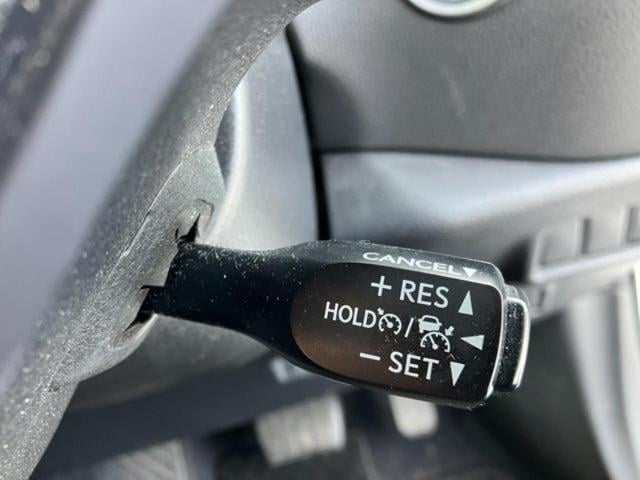 CANCEL▼
+ RES ▲
HOLD / ◀
− SET ▼